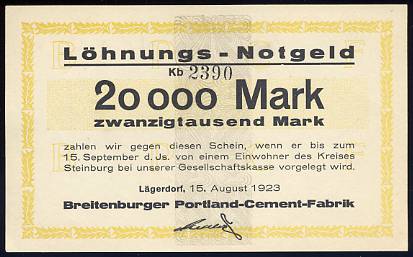 Löhnungs-Notgeld
Kb 2390
20 000 Mark
zwanzigtausend Mark
zahlen wir gegen diesen Schein, wenn er bis zum
15. September d. Js. von einem Einwohner des Kreises
Steinburg bei unserer Gesellschaftskasse vorgelegt wird.
Lägerdorf, 15. August 1923
Breitenburger Portland-Cement-Fabrik